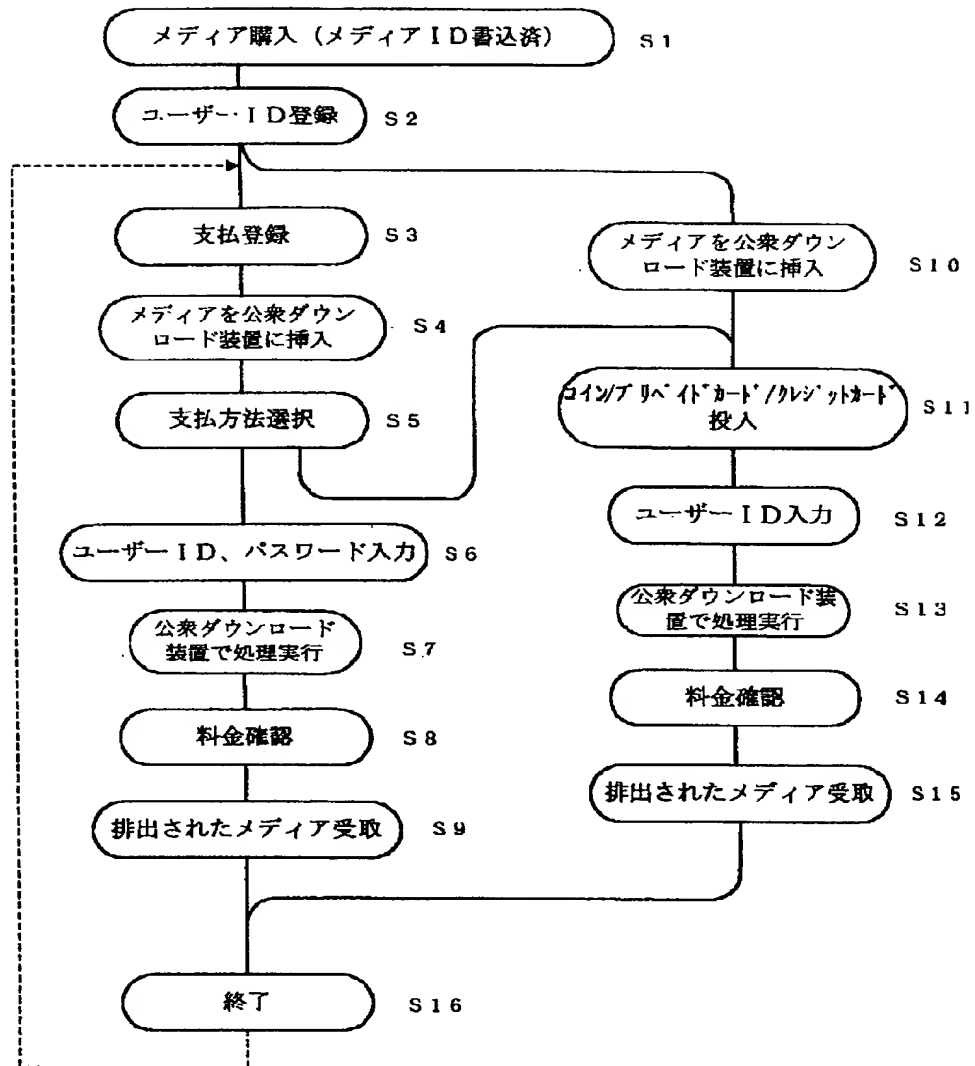 メディア購入（メディアＩＤ書込済）
Ｓ１
ユーザー・ＩＤ登録
Ｓ２
支払登録
Ｓ３
メディアを公衆ダウン
ロード装置に挿入
Ｓ４
支払方法選択
Ｓ５
ユーザーＩＤ、パスワード入力
Ｓ６
公衆ダウンロード
装置で処理実行
Ｓ７
料金確認
Ｓ８
排出されたメディア受取
Ｓ９
メディアを公衆ダウン
ロード装置に挿入
Ｓ１０
ｺｲﾝ/ﾌﾟﾘﾍﾟｲﾄﾞｶｰﾄﾞ/ｸﾚｼﾞｯﾄｶｰﾄﾞ
投入
Ｓ１１
ユーザーＩＤ入力
Ｓ１２
公衆ダウンロード装
置で処理実行
Ｓ１３
料金確認
Ｓ１４
排出されたメディア受取
Ｓ１５
終了
Ｓ１６